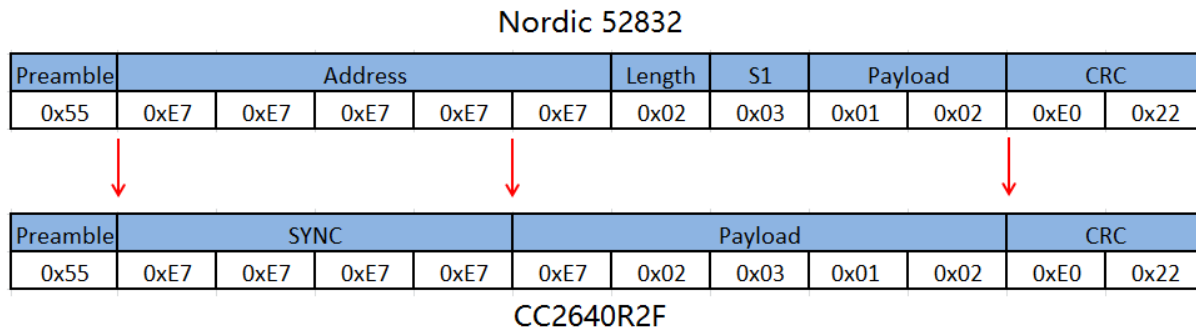 Nordic 52832
Preamble Address Length S1 Payload CRC
0x55 0xE7 0xE7 0xE7 0xE7 0xE7 0x02 0x03 0x01 0x02 0xE0 0x22
Preamble SYNC Payload CRC
0x55 0xE7 0xE7 0xE7 0xE7 0xE7 0x02 0x03 0x01 0x02 0xE0 0x22
CC2640R2F